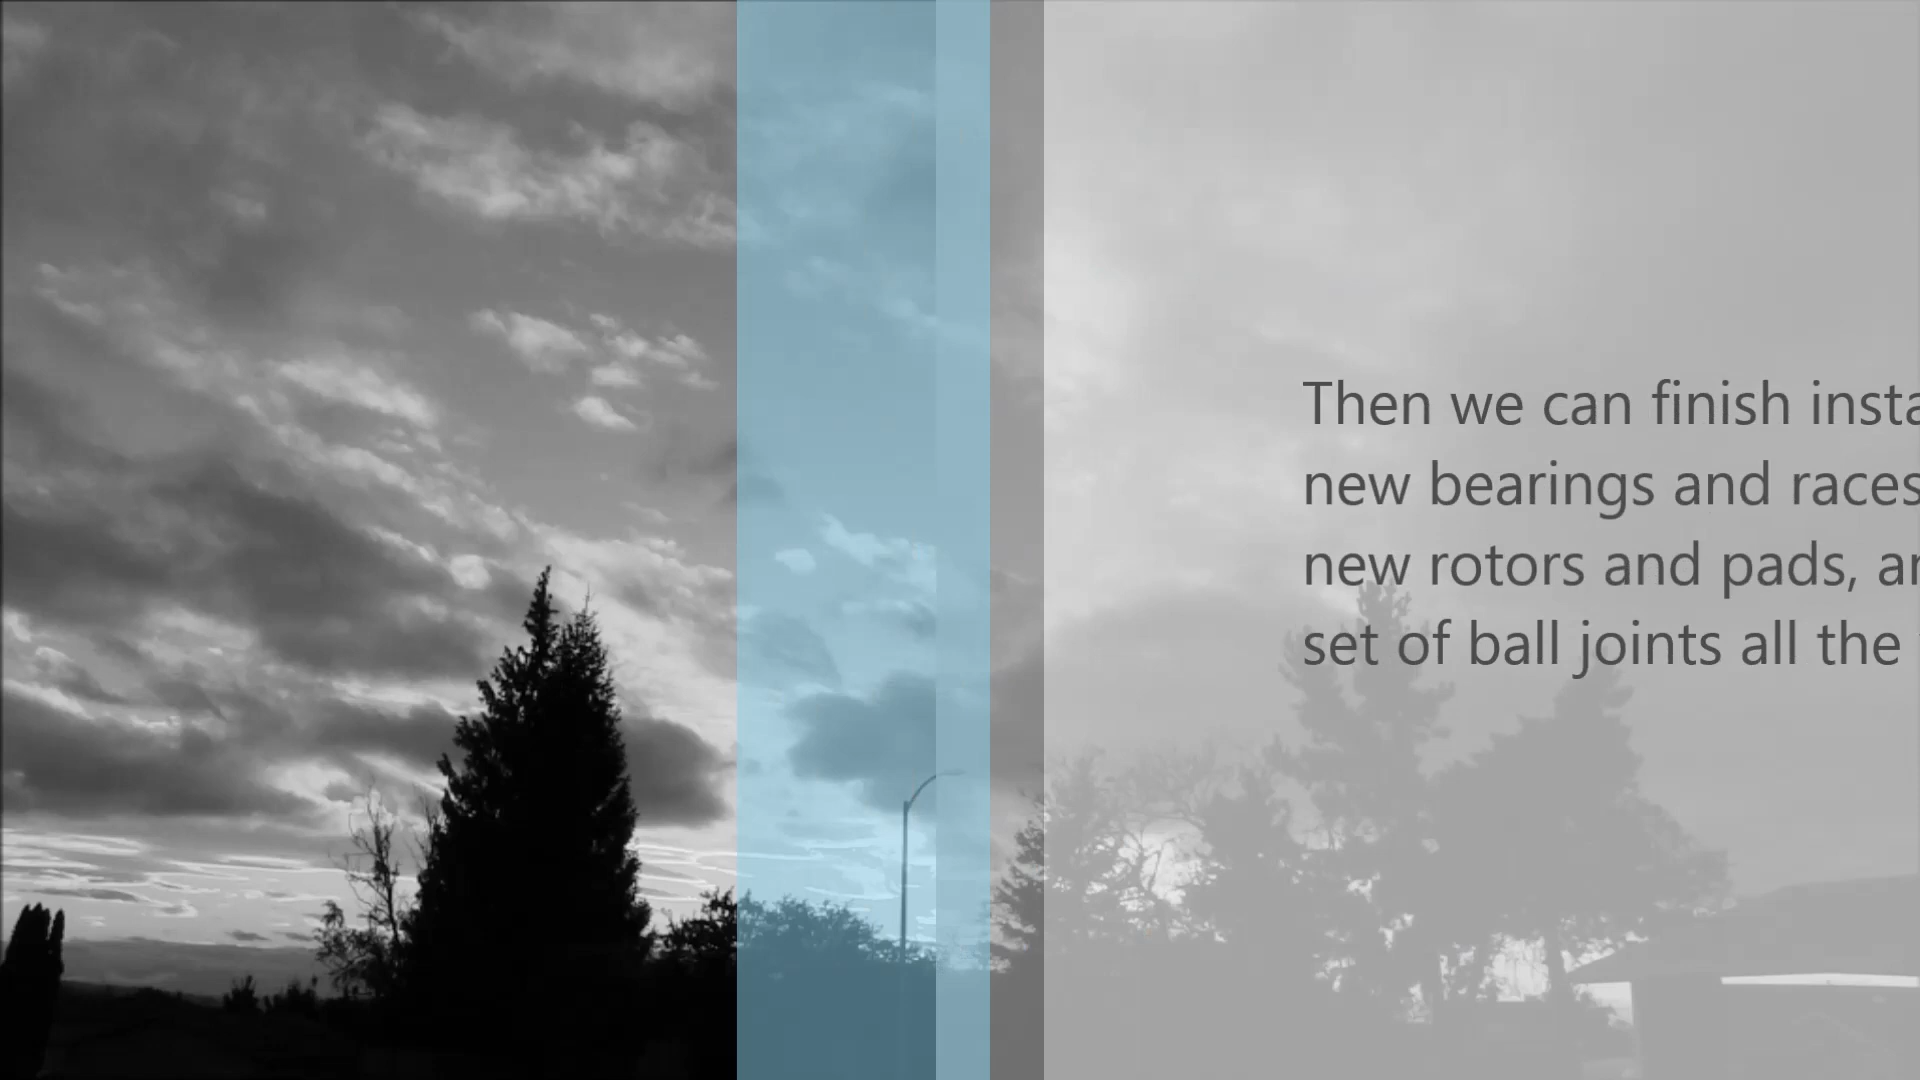 Then we can finish insta
new bearings and races
new rotors and pads, ar
set of ball joints all the